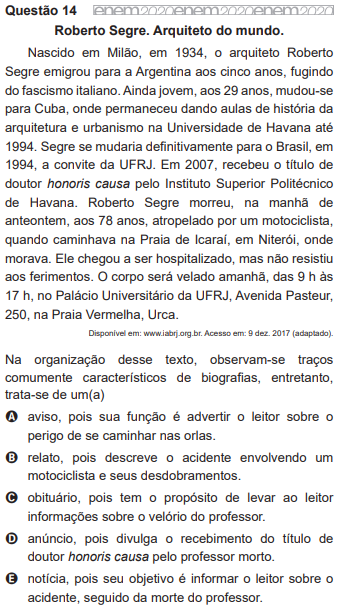 Questão 14 enem2020enem2020enem2020
Roberto Segre. Arquiteto do mundo.
Nascido em Milão, em 1934, o arquiteto Roberto
Segre emigrou para a Argentina aos cinco anos, fugindo
do fascismo italiano. Ainda jovem, aos 29 anos, mudou-se
para Cuba, onde permaneceu dando aulas de história da
arquitetura e urbanismo na Universidade de Havana até
1994. Segre se mudaria definitivamente para o Brasil, em
1994, a convite da UFRJ. Em 2007, recebeu o título de
doutor honoris causa pelo Instituto Superior Politécnico
de Havana. Roberto Segre morreu, na manhã de
anteontem, aos 78 anos, atropelado por um motociclista,
quando caminhava na Praia de Icaraí, em Niterói, onde
morava. Ele chegou a ser hospitalizado, mas não resistiu
aos ferimentos. O corpo será velado amanhã, das 9 h às
17 h, no Palácio Universitário da UFRJ, Avenida Pasteur,
250, na Praia Vermelha, Urca.
Disponível em: www.iabrj.org.br. Acesso em: 9 dez. 2017 (adaptado).
Na organização desse texto, observam-se traços
comumente característicos de biografias, entretanto,
trata-se de um(a)
A aviso, pois sua função é advertir o leitor sobre o
perigo de se caminhar nas orlas.
B relato, pois descreve o acidente envolvendo um
motociclista e seus desdobramentos.
C obituário, pois tem o propósito de levar ao leitor
informações sobre o velório do professor.
D anúncio, pois divulga o recebimento do título de
doutor honoris causa pelo professor morto.
E notícia, pois seu objetivo é informar o leitor sobre o
acidente, seguido da morte do professor.